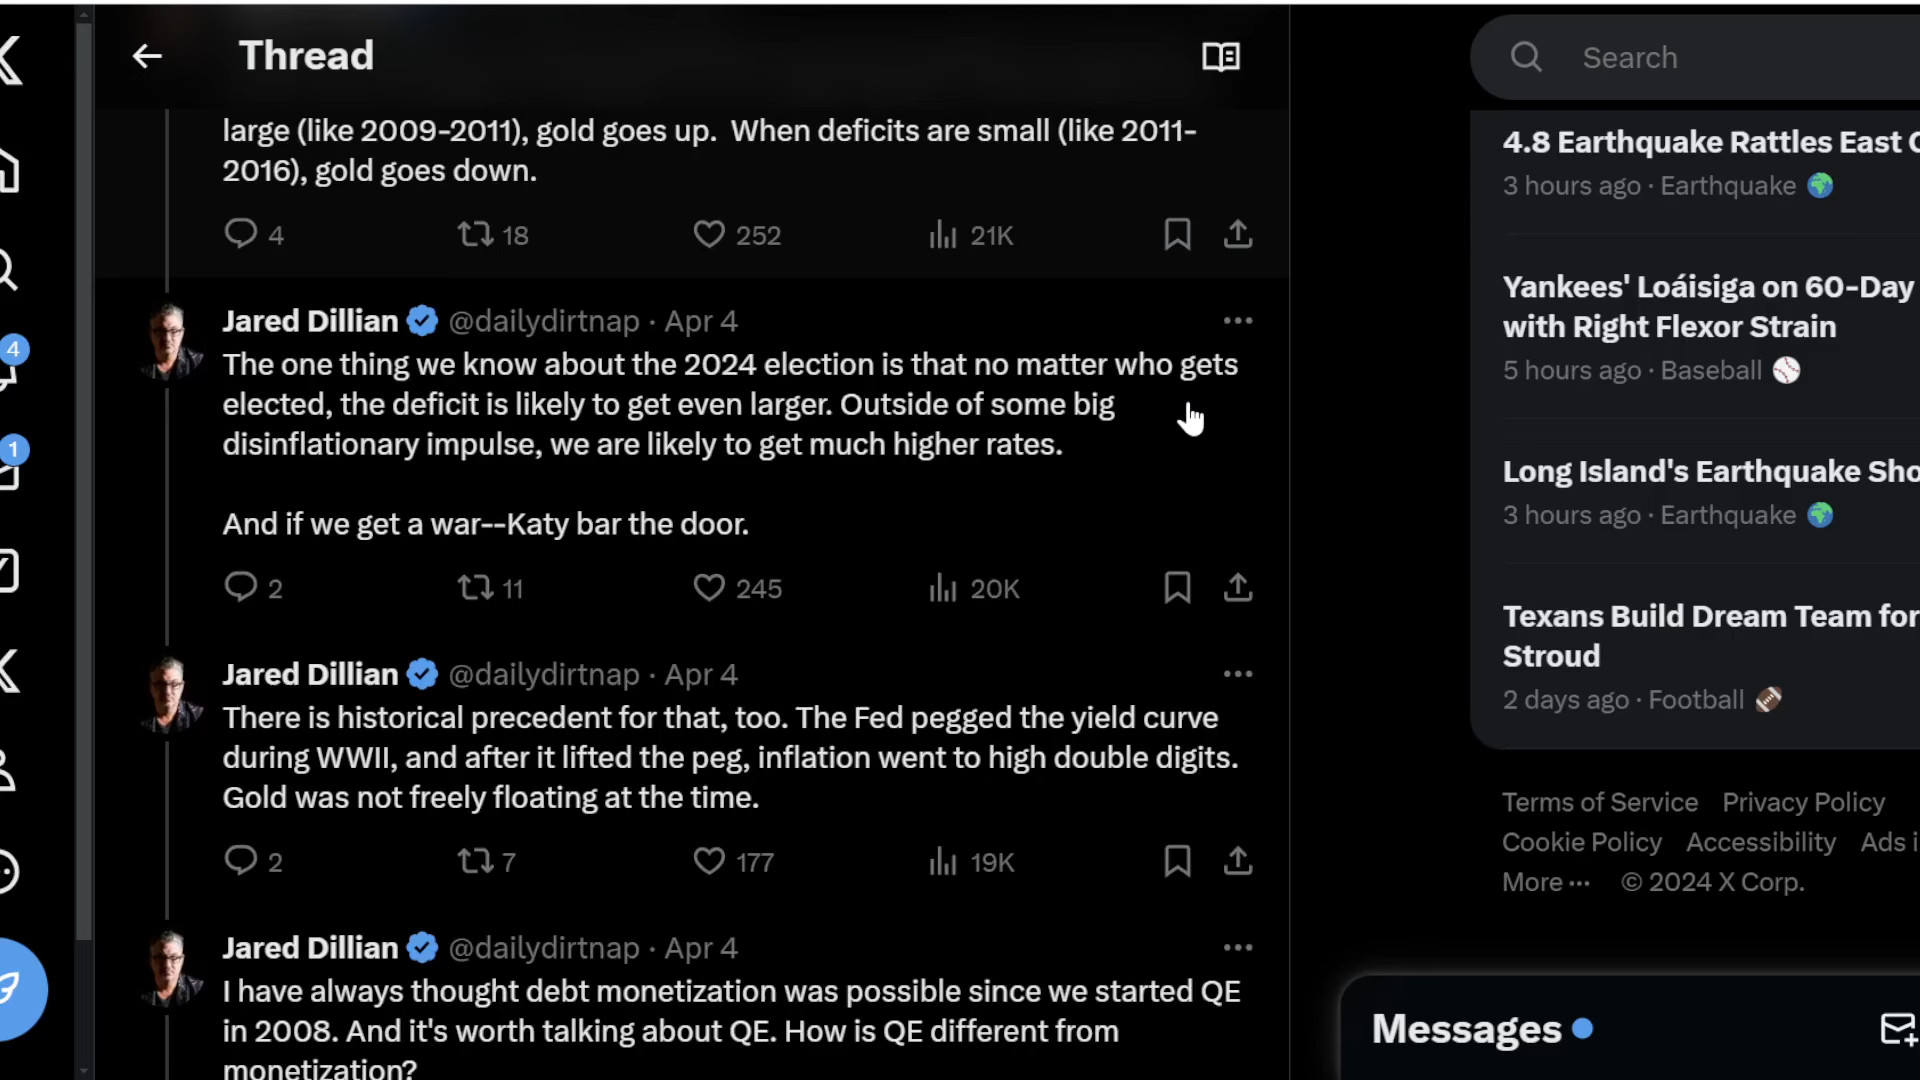 Thread
large (like 2009-2011), gold goes up.  When deficits are small (like 2011-
2016), gold goes down.
4 18 252 21K
Jared Dillian @dailydirtnap · Apr 4
The one thing we know about the 2024 election is that no matter who gets
elected, the deficit is likely to get even larger. Outside of some big
disinflationary impulse, we are likely to get much higher rates.
And if we get a war--Katy bar the door.
2 11 245 20K
Jared Dillian @dailydirtnap · Apr 4
There is historical precedent for that, too. The Fed pegged the yield curve
during WWII, and after it lifted the peg, inflation went to high double digits.
Gold was not freely floating at the time.
2 7 177 19K
Jared Dillian @dailydirtnap · Apr 4
I have always thought debt monetization was possible since we started QE
in 2008. And it's worth talking about QE. How is QE different from
monetization?
4
1
Search
4.8 Earthquake Rattles East
3 hours ago · Earthquake 🌍
Yankees' Loáisiga on 60-Day
with Right Flexor Strain
5 hours ago · Baseball ⚾
Long Island's Earthquake Sho
3 hours ago · Earthquake 🌍
Texans Build Dream Team for
Stroud
2 days ago · Football 🏈
Terms of Service Privacy Policy
Cookie Policy Accessibility Ads i
More ··· © 2024 X Corp.
Messages